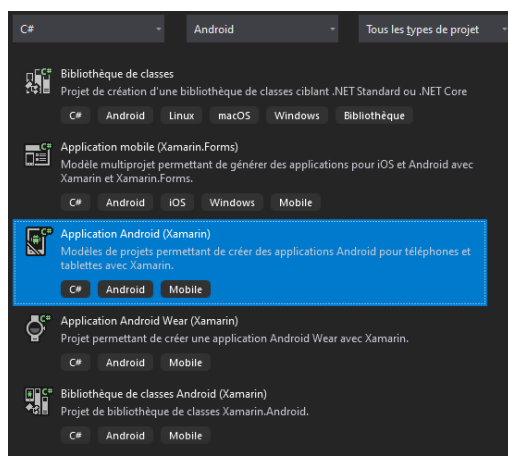 C# Android Tous les types de projet
Bibliothèque de classes
Projet de création d'une bibliothèque de classes ciblant .NET Standard ou .NET Core
C# Android Linux macOS Windows Bibliothèque
Application mobile (Xamarin.Forms)
Modèle multiprojet permettant de générer des applications pour iOS et Android avec
Xamarin et Xamarin.Forms.
C# Android iOS Windows Mobile
Application Android (Xamarin)
Modèles de projets permettant de créer des applications Android pour téléphones et
tablettes avec Xamarin.
C# Android Mobile
Application Android Wear (Xamarin)
Projet permettant de créer une application Android Wear avec Xamarin.
C# Android Mobile
Bibliothèque de classes Android (Xamarin)
Projet de bibliothèque de classes Xamarin.Android.
C# Android Mobile